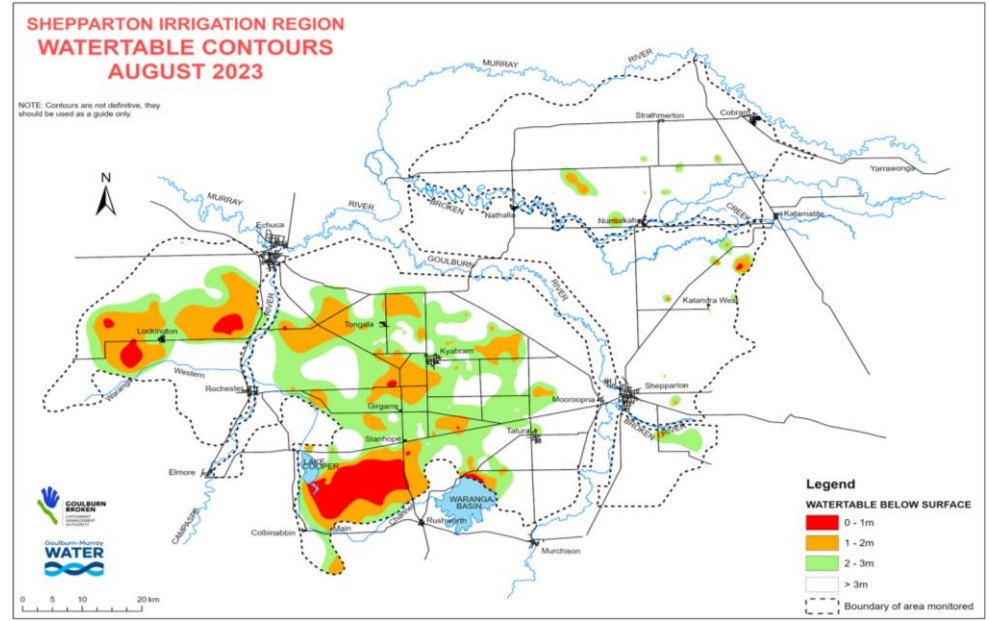 SHEPPARTON IRRIGATION REGION
WATERTABLE CONTOURS
AUGUST 2023
NOTE: Contours are not definitive, they
should be used as a guide only.
N
MURRAY
RIVER
Strathmerton
Cobram
Yarrawonga
MURRAY
RIVER
BROKEN
Nathalia
Numurkah
CREEK
Katamatite
Echuca
GOULBURN
RIVER
RIVER
Katandra West
Lockington
Tongala
Kyabram
Western
Waranga
Rochester
Girgarre
Mooroopna
Shepparton
BROKEN
RIVER
Stanhope
Tatura
LAKE
COOPER
Elmore
WARANGA
BASIN
CAMPASPE
Colbinabbin
Main
Channel
Rushworth
Murchison
GOULBURN
BROKEN
CATCHMENT
MANAGEMENT
AUTHORITY
Goulburn-Murray
WATER
0 5 10 20 km
Legend
WATERTABLE BELOW SURFACE
0 - 1m
1 - 2m
2 - 3m
> 3m
Boundary of area monitored